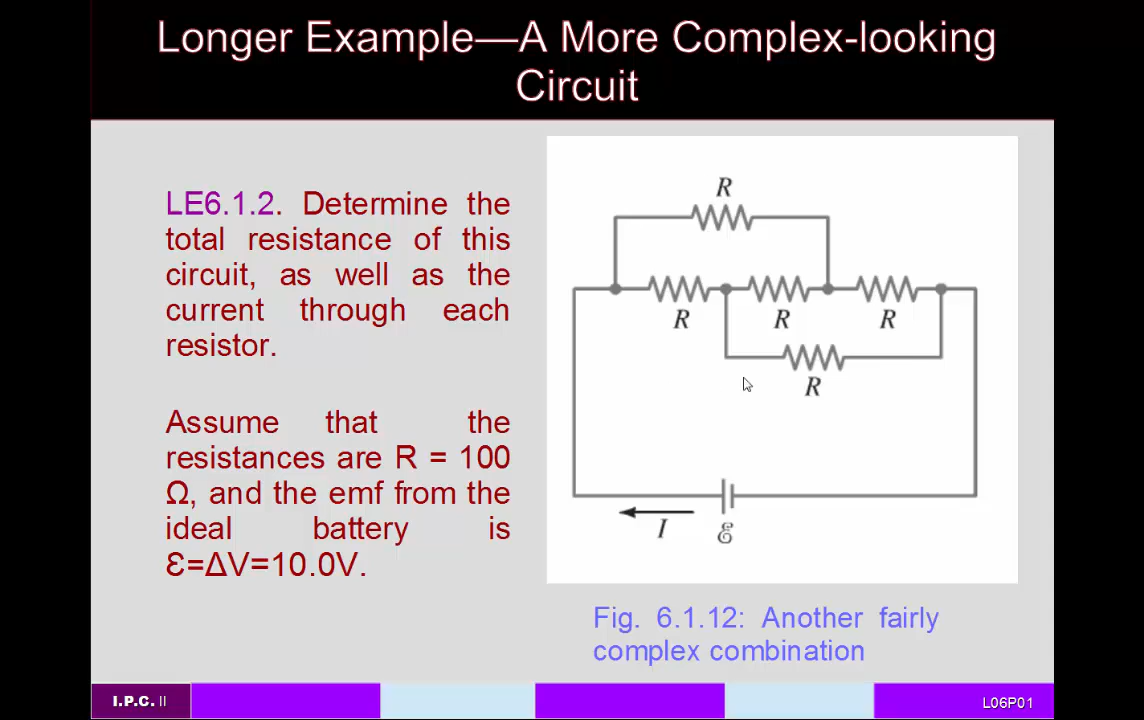 Longer Example—A More Complex-looking
Circuit
LE6.1.2. Determine the
total resistance of this
circuit, as well as the
current through each
resistor.
Assume that the
resistances are R = 100
Ω, and the emf from the
ideal battery is
Ɛ=ΔV=10.0V.
R
R
R
R
R
I
ℰ
Fig. 6.1.12: Another fairly
complex combination
I.P.C. II
L06P01